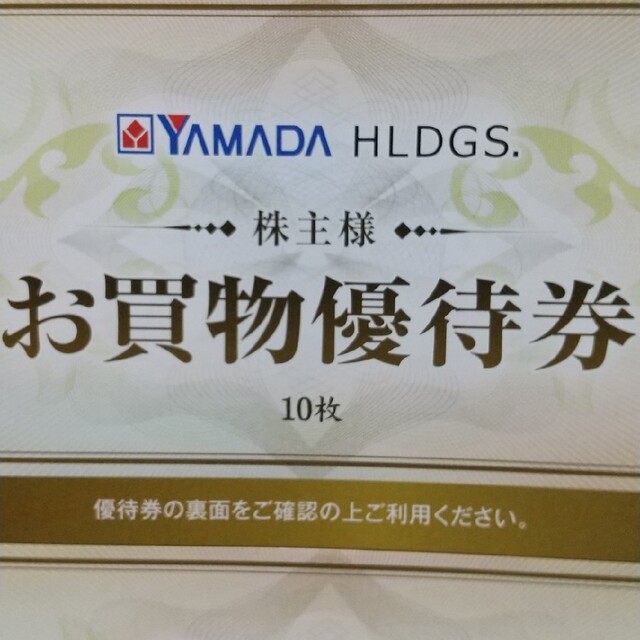 YAMADA HLDGS.
株主様
お買物優待券
10枚
優待券の裏面をご確認の上ご利用ください。